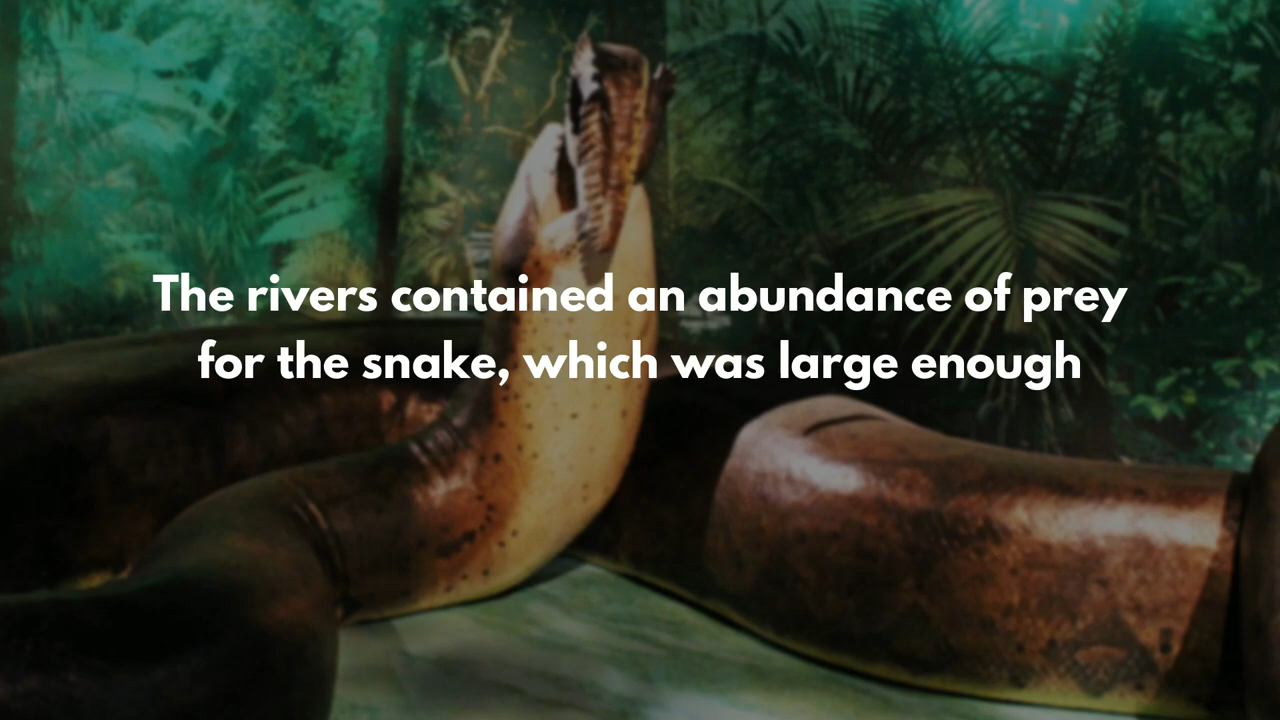 The rivers contained an abundance of prey
for the snake, which was large enough